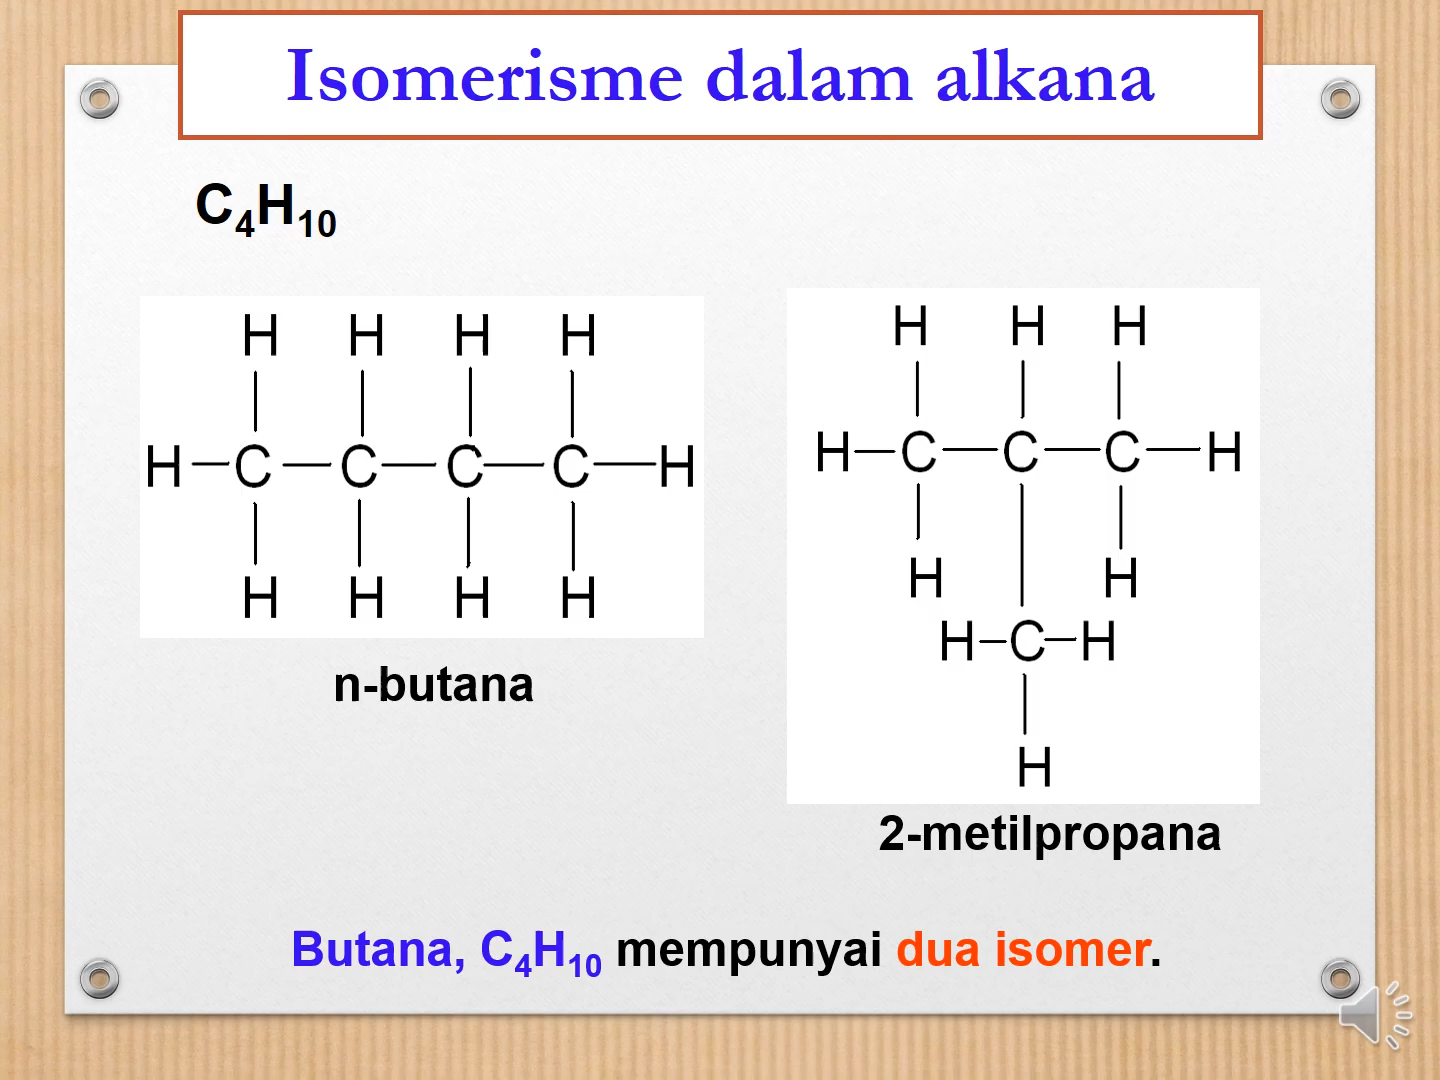 Isomerisme dalam alkana
C₄H₁₀
H H H H
H C C C C H
H H H H
n-butana
H H H
H C C C H
H H
H C H
H
2-metilpropana
Butana, C₄H₁₀ mempunyai dua isomer.